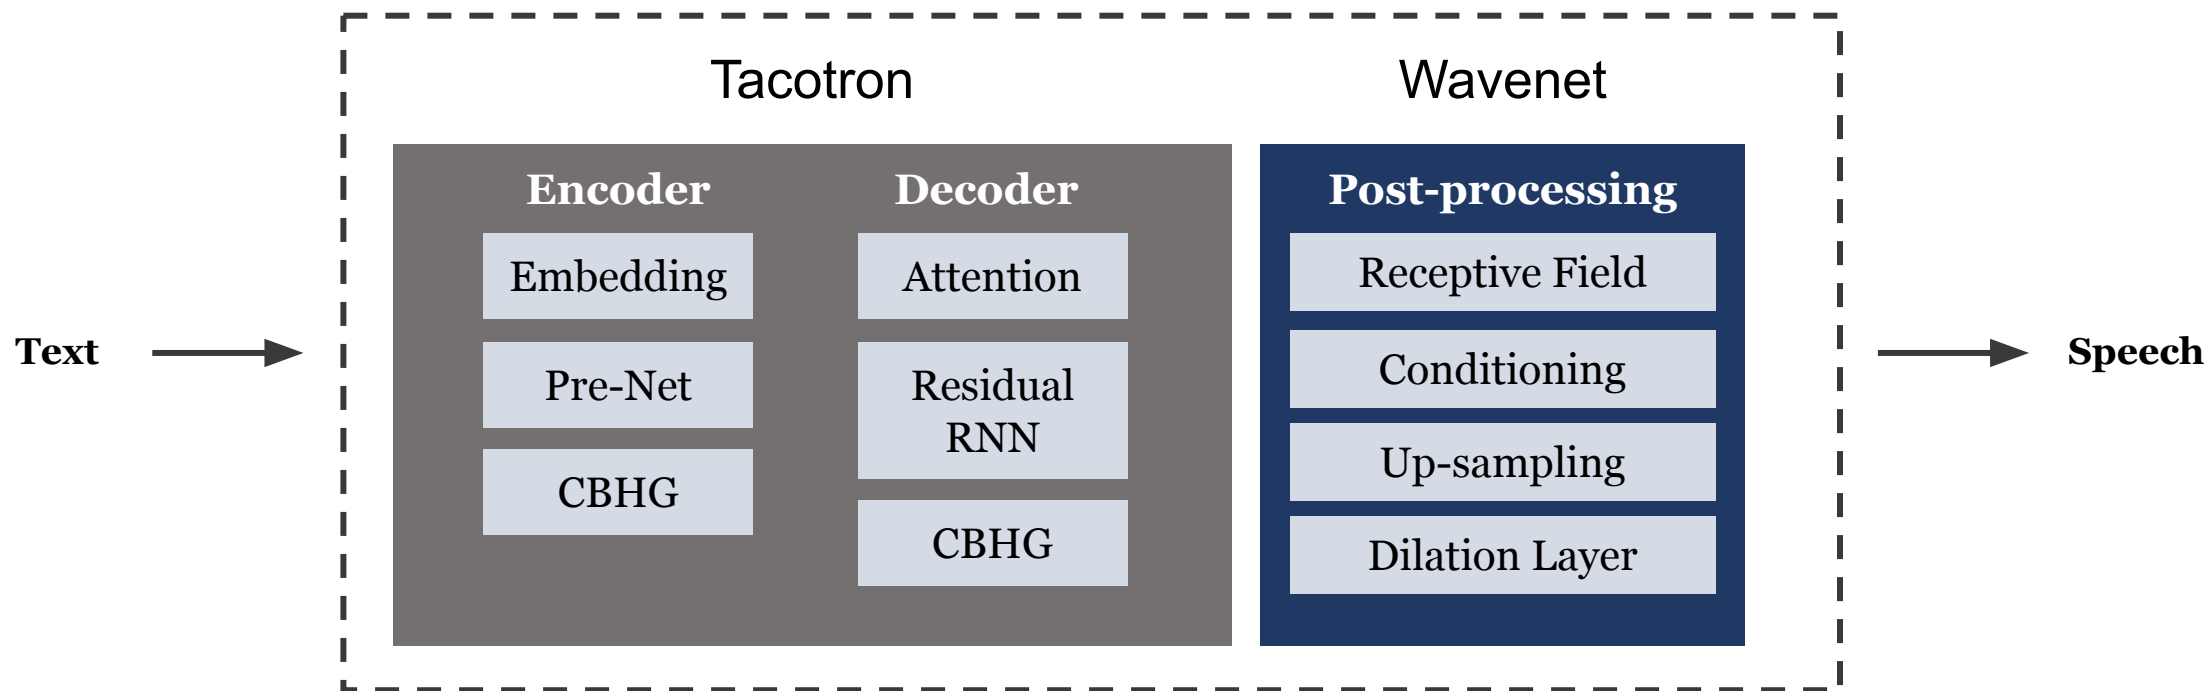 Tacotron
Wavenet
Text
Encoder
Embedding
Pre-Net
CBHG
Decoder
Attention
Residual
RNN
CBHG
Post-processing
Receptive Field
Conditioning
Up-sampling
Dilation Layer
Speech